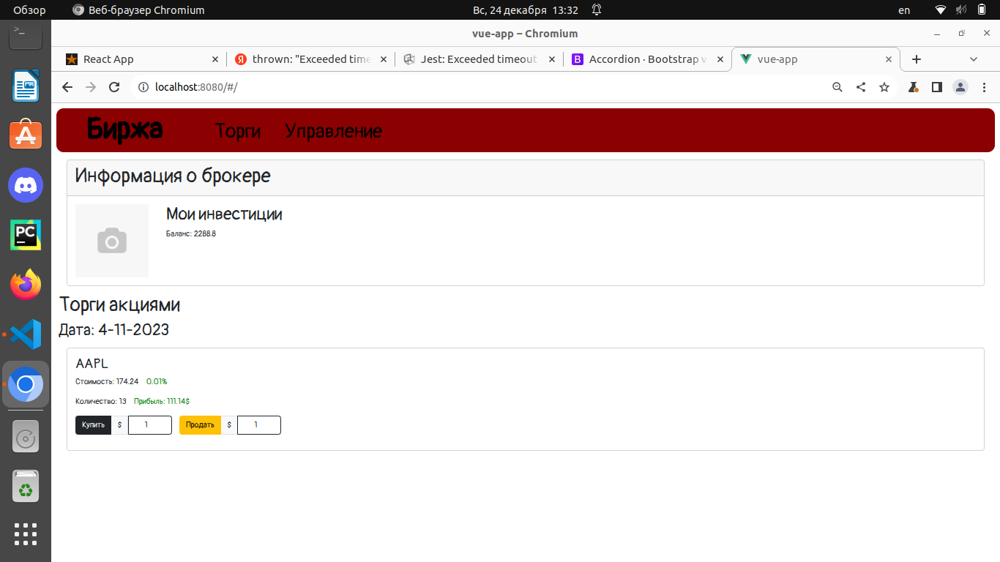 Обзор Веб-браузер Chromium Вс, 24 декабря 13:32 en
vue-app – Chromium
React App thrown: "Exceeded time Jest: Exceeded timeout Accordion · Bootstrap v vue-app
localhost:8080/#/
Биржа Торги Управление
Информация о брокере
Мои инвестиции
Баланс: 2288.8
Торги акциями
Дата: 4-11-2023
AAPL
Стоимость: 174.24 0.01%
Количество: 13 Прибыль: 111.14$
Купить $ 1 Продать $ 1